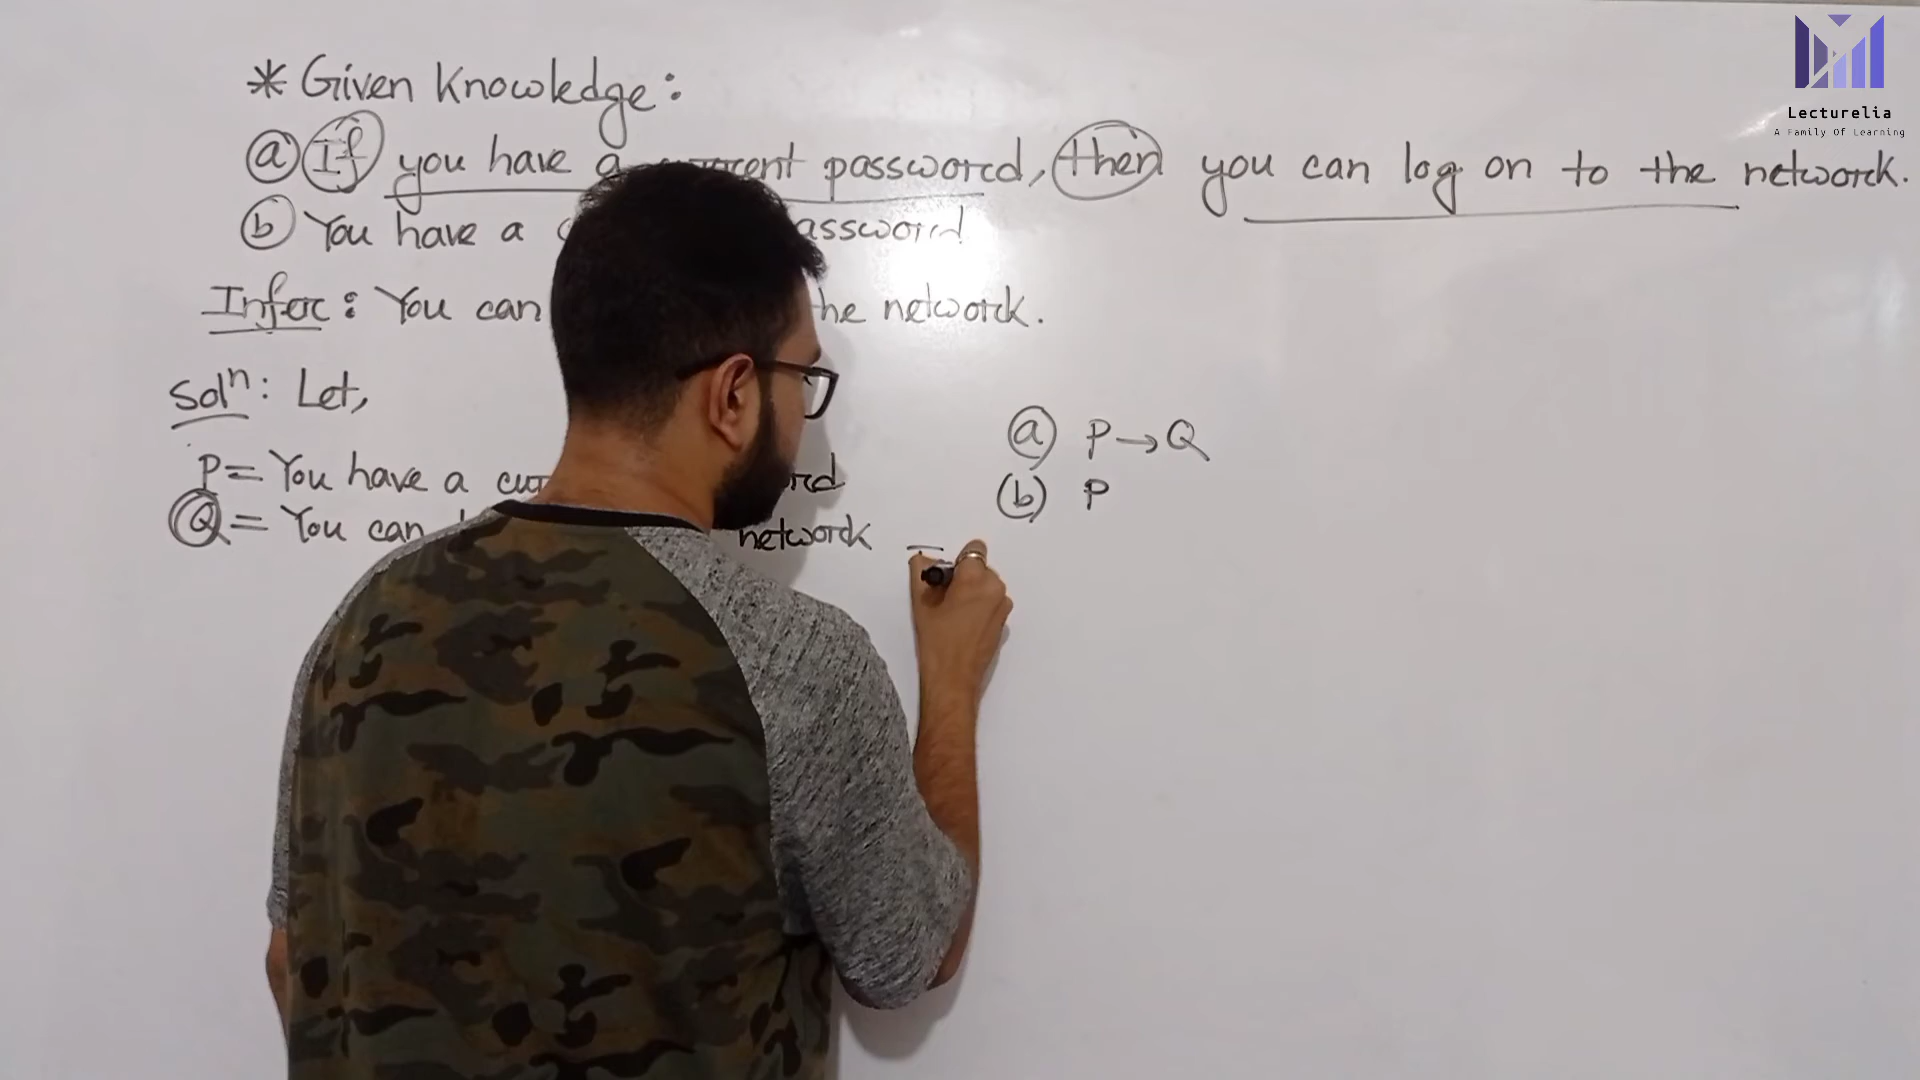 * Given Knowledge:
(a) If you have a current password, then you can log on to the network.
(b) You have a password
Infer: You can the network.
Solⁿ: Let,
P = You have a
Q = You can network
(a) P → Q
(b) P
Lecturelia
A Family Of Learning